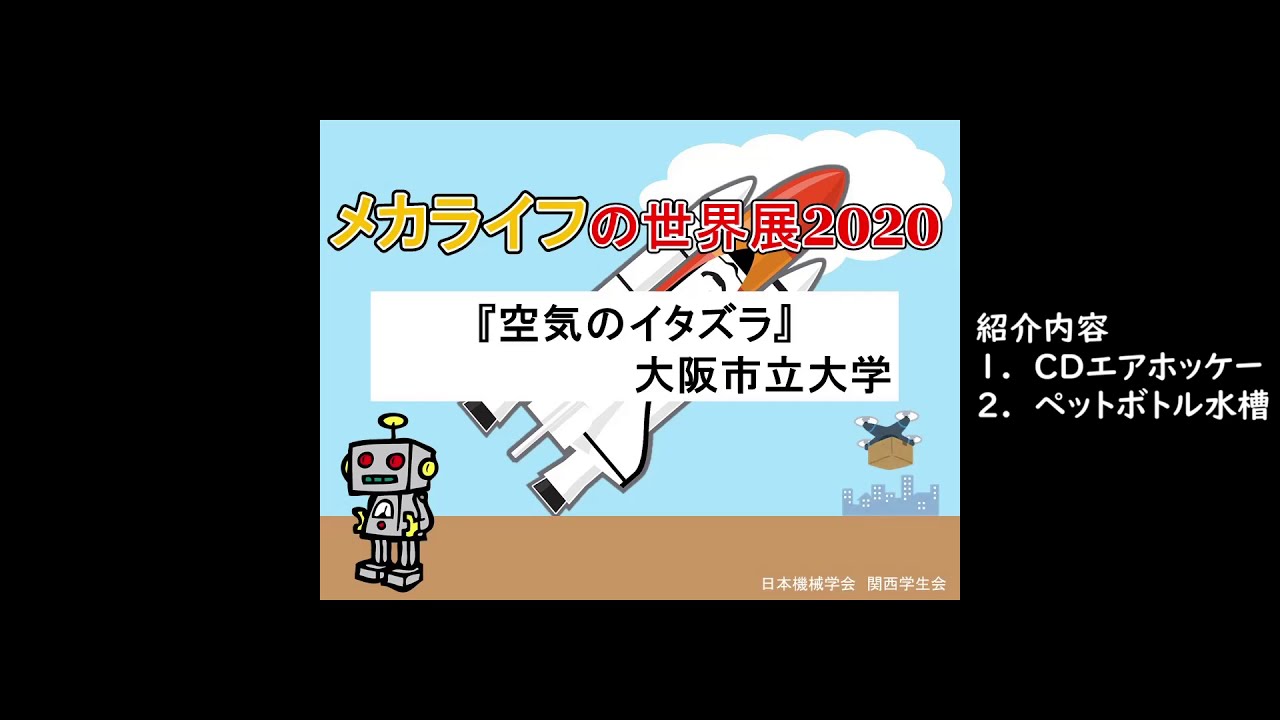 メカライフの世界展2020
『空気のイタズラ』
大阪市立大学
日本機械学会 関西学生会
紹介内容
1. CDエアホッケー
2. ペットボトル水槽